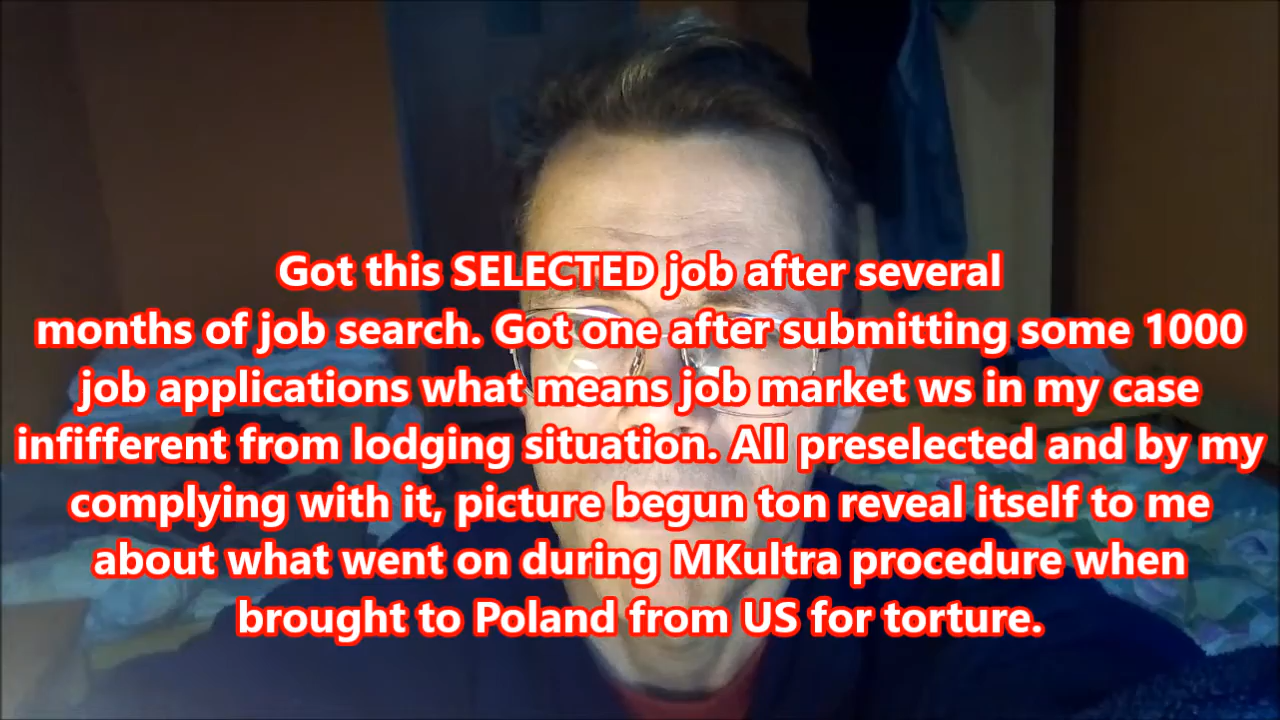 Got this SELECTED job after several
months of job search. Got one after submitting some 1000
job applications what means job market ws in my case
infifferent from lodging situation. All preselected and by my
complying with it, picture begun ton reveal itself to me
about what went on during MKultra procedure when
brought to Poland from US for torture.